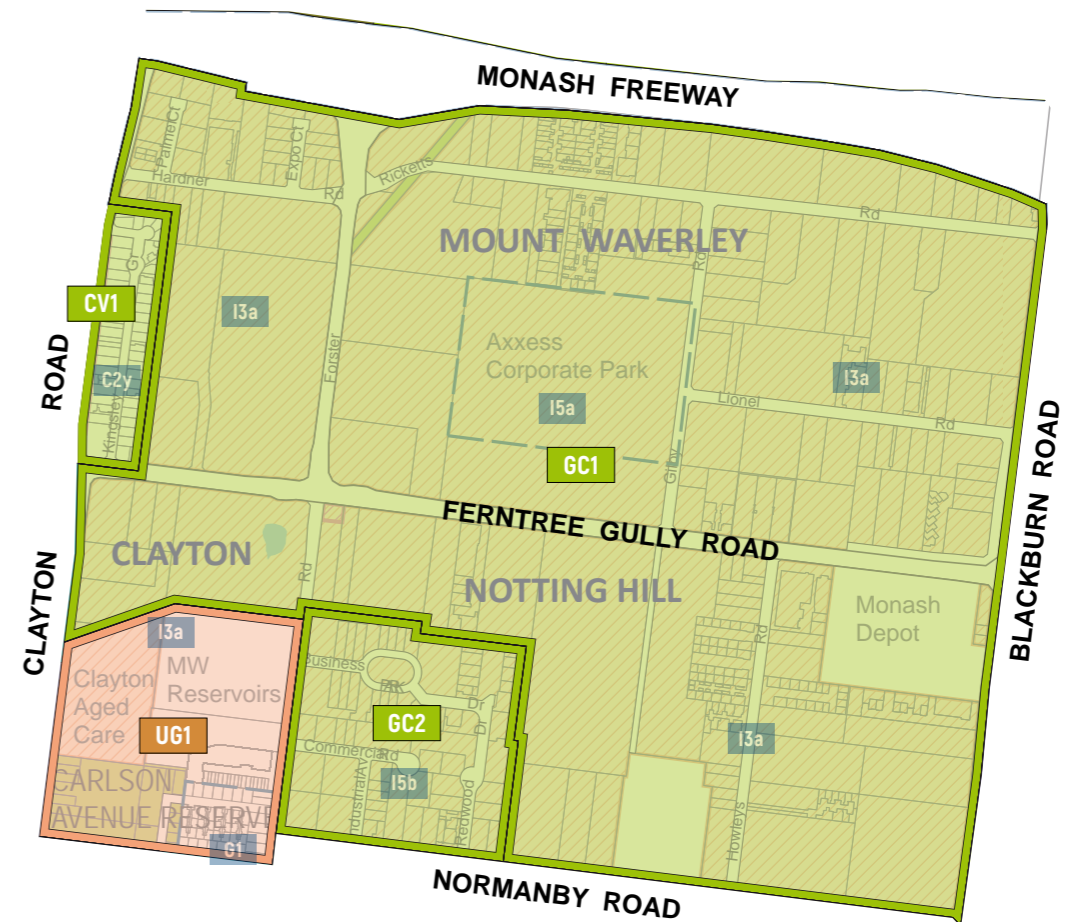 MONASH FREEWAY
Palmer Ct
Expo Ct
Hardner
Rd
Ricketts
Rd
MOUNT WAVERLEY
Rd
Gr
CV1
I3a
ROAD
Forster
Axxess
Corporate Park
I3a
C2y
Kingsley
I5a
Lionel
Rd
GC1
Gilby
BLACKBURN ROAD
FERNTREE GULLY ROAD
CLAYTON
Rd
NOTTING HILL
CLAYTON
Monash
Depot
I3a
Rd
MW
Reservoirs
Clayton
Aged
Care
Business
PARK
Dr
Dr
UG1
GC2
Commercial
Rd
I3a
CARLSON
AVENUE RESERVE
I5b
Industrial Av
Redwood
Howleys
G1
NORMANBY ROAD